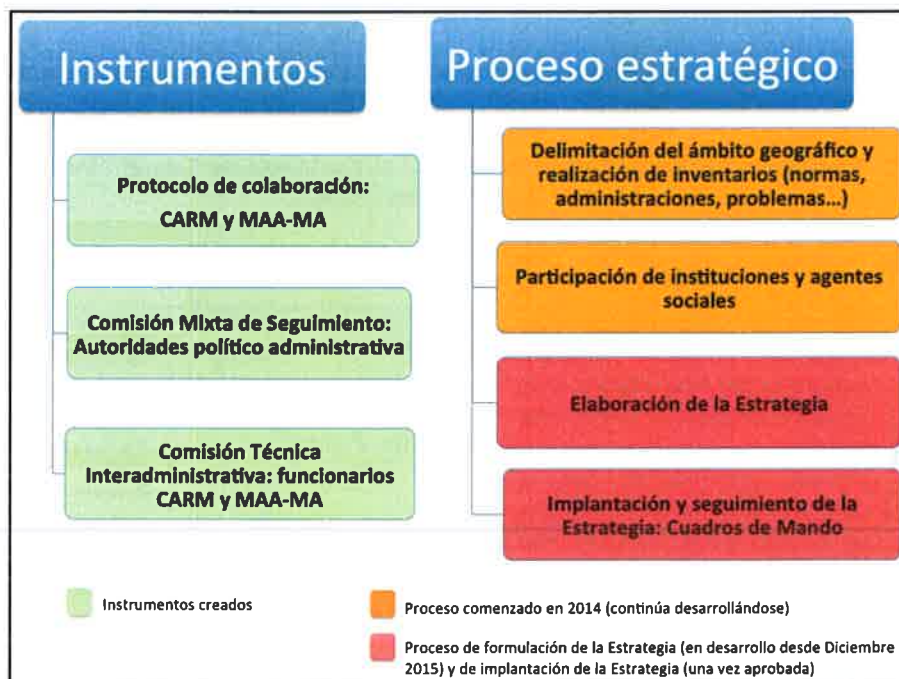 Instrumentos
Protocolo de colaboración:
CARM y MAA-MA
Comisión Mixta de Seguimiento:
Autoridades político administrativa
Comisión Técnica
Interadministrativa: funcionarios
CARM y MAA-MA
Proceso estratégico
Delimitación del ámbito geográfico y
realización de inventarios (normas,
administraciones, problemas...)
Participación de instituciones y agentes
sociales
Elaboración de la Estrategia
Implantación y seguimiento de la
Estrategia: Cuadros de Mando
Instrumentos creados
Proceso comenzado en 2014 (continúa desarrollándose)
Proceso de formulación de la Estrategia (en desarrollo desde Diciembre
2015) y de implantación de la Estrategia (una vez aprobada)